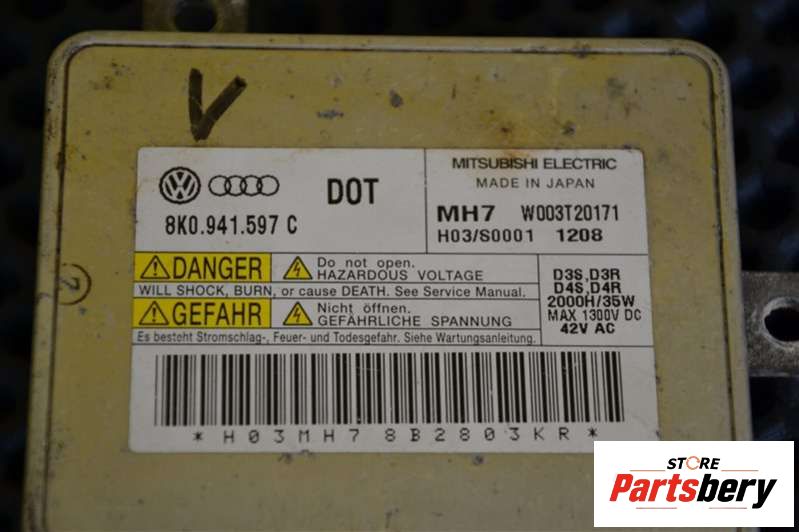 V
DOT
8K0.941.597 C
MITSUBISHI ELECTRIC
MADE IN JAPAN
MH7 W003T20171
H03/S0001 1208
DANGER
Do not open.
HAZARDOUS VOLTAGE
WILL SHOCK, BURN, or cause DEATH. See Service Manual.
GEFAHR
Nicht öffnen.
GEFÄHRLICHE SPANNUNG
Es besteht Stromschlag-, Feuer- und Todesgefahr. Siehe Wartungsanleitung.
D3S,D3R
D4S,D4R
2000H/35W
MAX 1300V DC
42V AC
*H03MH78B2803KR*
STORE
Partsbery